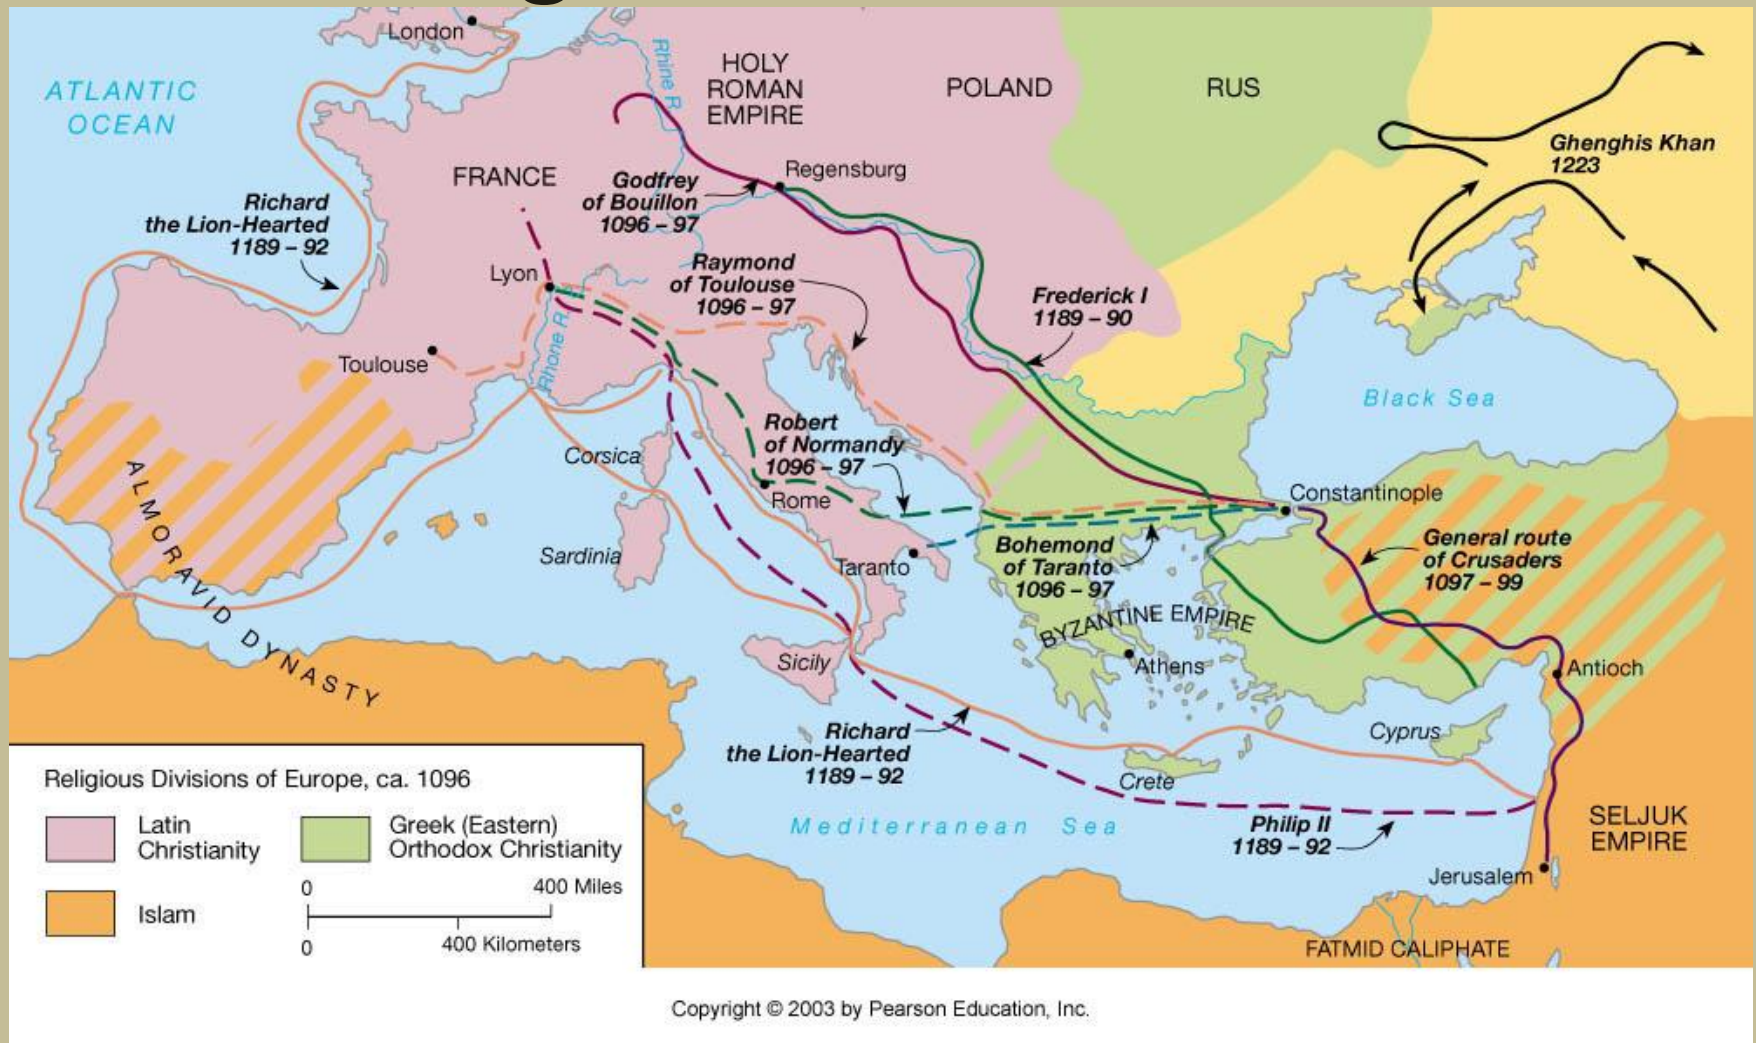 London
ATLANTIC
OCEAN
Rhine R.
HOLY
ROMAN
EMPIRE
POLAND
RUS
Ghenghis Khan
1223
FRANCE
Richard
the Lion-Hearted
1189 – 92
Godfrey
of Bouillon
1096 – 97
Regensburg
Lyon
Raymond
of Toulouse
1096 – 97
Frederick I
1189 – 90
Toulouse
Rhone R.
Black Sea
Robert
of Normandy
1096 – 97
Corsica
Rome
Constantinople
ALMORAVID DYNASTY
Sardinia
Taranto
Bohemond
of Taranto
1096 – 97
General route
of Crusaders
1097 – 99
BYZANTINE EMPIRE
Athens
Sicily
Antioch
Richard
the Lion-Hearted
1189 – 92
Cyprus
Crete
Mediterranean Sea
Philip II
1189 – 92
SELJUK
EMPIRE
Jerusalem
FATMID CALIPHATE
Religious Divisions of Europe, ca. 1096
Latin
Christianity
Greek (Eastern)
Orthodox Christianity
Islam
0
400 Miles
0
400 Kilometers
Copyright © 2003 by Pearson Education, Inc.